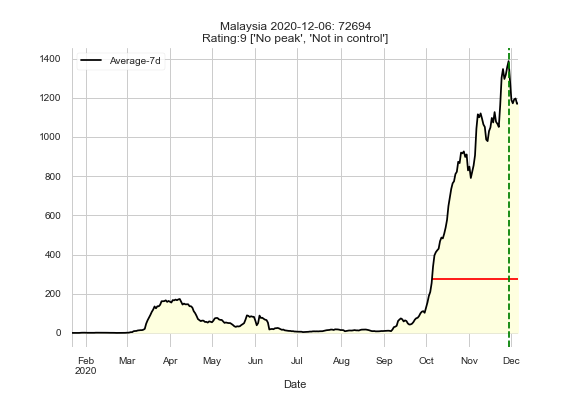 Malaysia 2020-12-06: 72694
Rating:9 ['No peak', 'Not in control']
Average-7d
1400
1200
1000
800
600
400
200
0
Feb Mar Apr May Jun Jul Aug Sep Oct Nov Dec
2020
Date